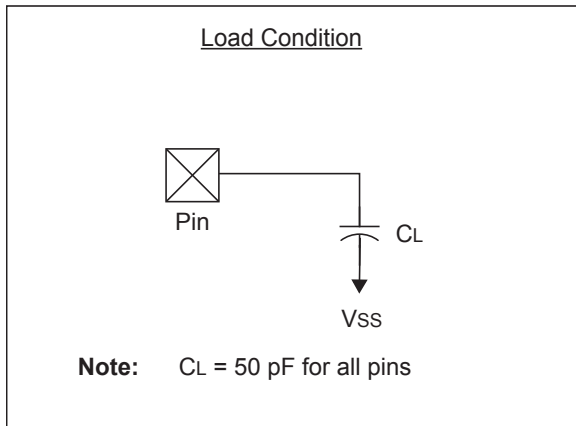 Load Condition
Pin
CL
VSS
Note: CL = 50 pF for all pins